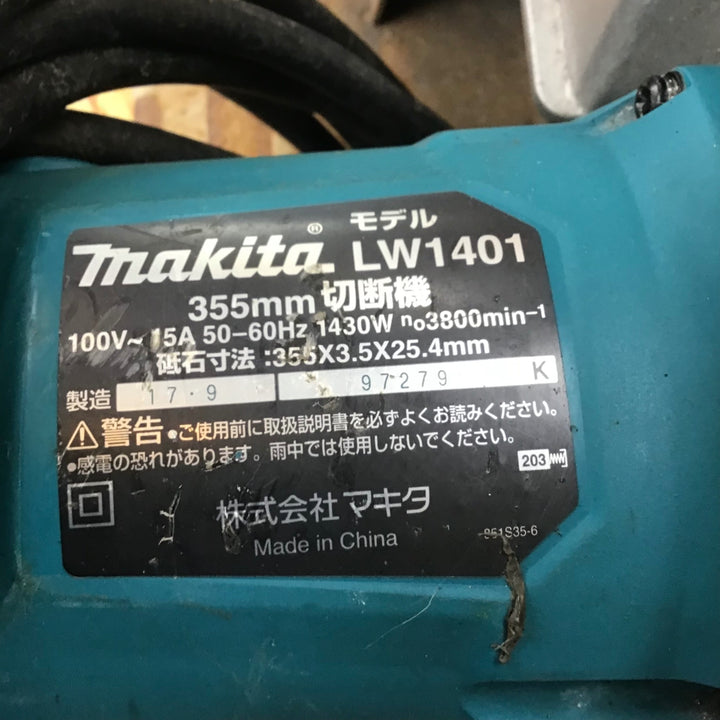 モデル
makita® LW1401
355mm 切断機
100V～ 15A 50-60Hz 1430W n₀3800min⁻¹
砥石寸法:355X3.5X25.4mm
製造 17.9 97279 K
⚠警告 •ご使用前に取扱説明書を必ずよくお読みください。
•感電の恐れがあります。雨中では使用しないでください。
203
株式会社マキタ
Made in China
851S35-6